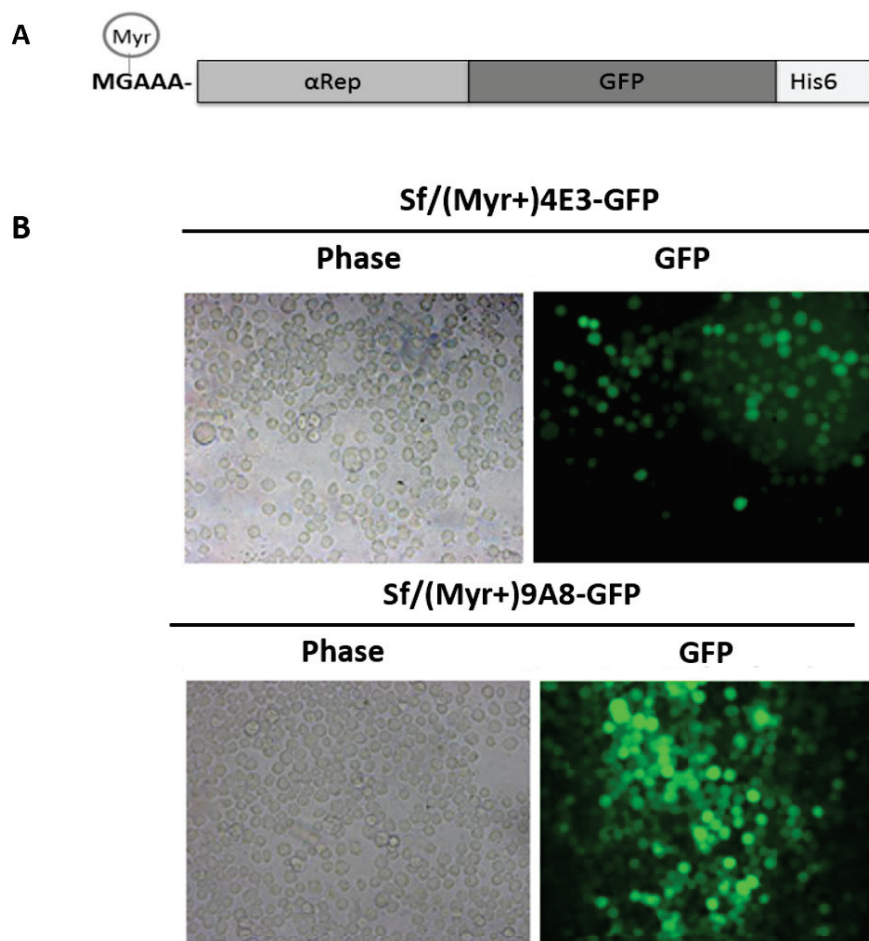 A
Myr
MGAAA-
αRep GFP His6
B
Sf/(Myr+)4E3-GFP
Phase GFP
Sf/(Myr+)9A8-GFP
Phase GFP